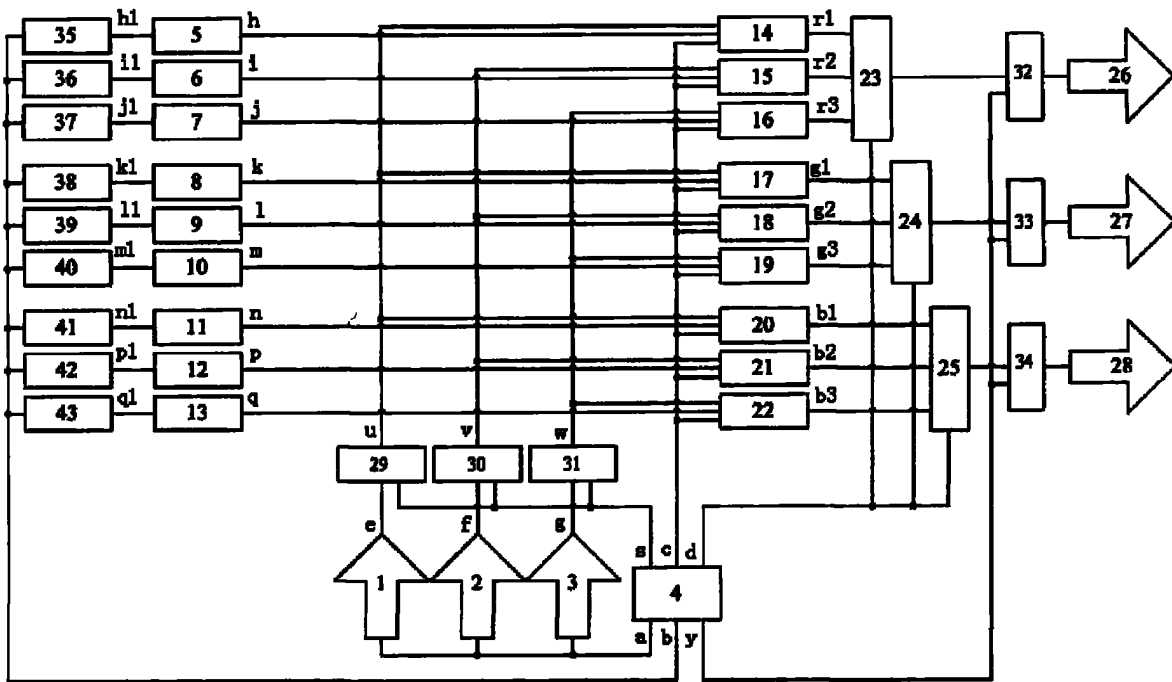 35 h1 5 h 14 r1
36 i1 6 i 15 r2 23 32 26
37 j1 7 j 16 r3
38 k1 8 k 17 g1
39 l1 9 l 18 g2 24 33 27
40 m1 10 m 19 g3
41 n1 11 n 20 b1
42 p1 12 p 21 b2 25 34 28
43 q1 13 q 22 b3
u v w
29 30 31
e f g
s c d
1 2 3 4
a b y